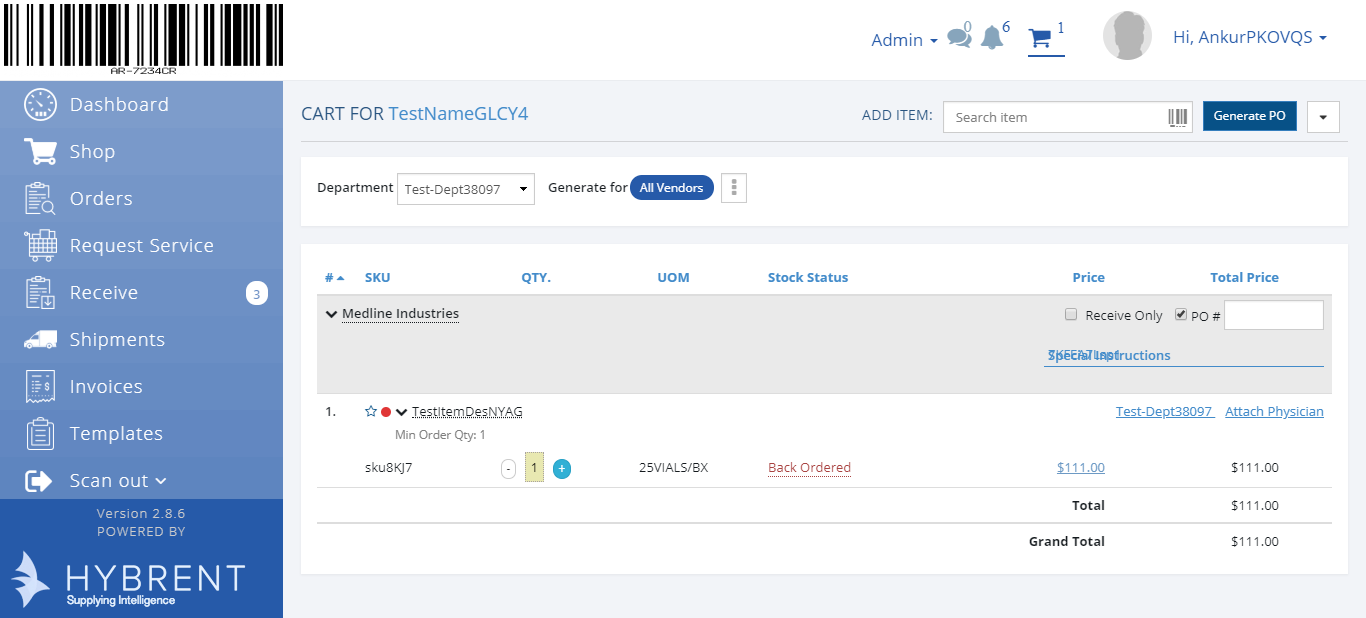 AR-7234CR
Admin
0
6
1
Hi, AnkurPKOVQS
Dashboard
Shop
Orders
Request Service
Receive 3
Shipments
Invoices
Templates
Scan out
Version 2.8.6
POWERED BY
HYBRENT
Supplying Intelligence
CART FOR TestNameGLCY4
ADD ITEM: Search item Generate PO
Department Test-Dept38097 Generate for All Vendors
# SKU QTY. UOM Stock Status Price Total Price
Medline Industries Receive Only PO #
Special Instructions
1. TestItemDesNYAG Test-Dept38097 Attach Physician
Min Order Qty: 1
sku8KJ7 - 1 + 25VIALS/BX Back Ordered $111.00 $111.00
Total $111.00
Grand Total $111.00